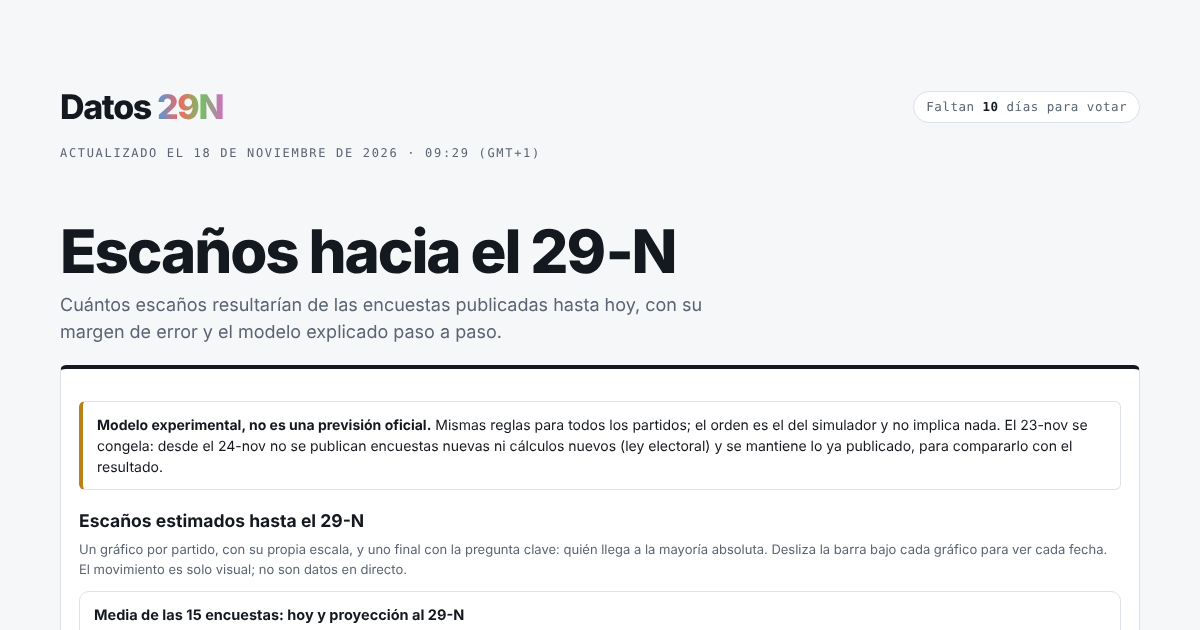 Datos 29N
Faltan 10 días para votar
ACTUALIZADO EL 18 DE NOVIEMBRE DE 2026 · 09:29 (GMT+1)
Escaños hacia el 29-N
Cuántos escaños resultarían de las encuestas publicadas hasta hoy, con su
margen de error y el modelo explicado paso a paso.
Modelo experimental, no es una previsión oficial. Mismas reglas para todos los partidos; el orden es el del simulador y no implica nada. El 23-nov se
congela: desde el 24-nov no se publican encuestas nuevas ni cálculos nuevos (ley electoral) y se mantiene lo ya publicado, para compararlo con el
resultado.
Escaños estimados hasta el 29-N
Un gráfico por partido, con su propia escala, y uno final con la pregunta clave: quién llega a la mayoría absoluta. Desliza la barra bajo cada gráfico para ver cada fecha.
El movimiento es solo visual; no son datos en directo.
Media de las 15 encuestas: hoy y proyección al 29-N